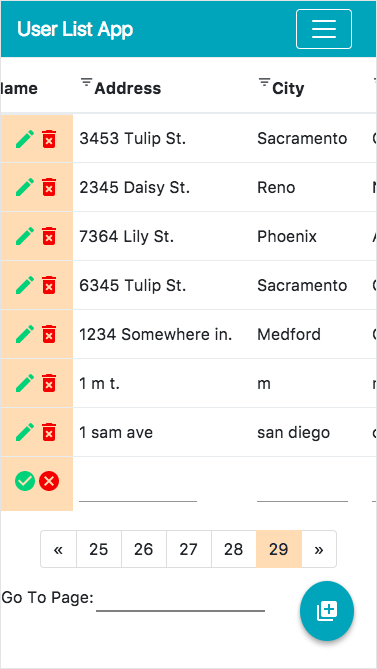 User List App
Name Address City
3453 Tulip St. Sacramento
2345 Daisy St. Reno
7364 Lily St. Phoenix
6345 Tulip St. Sacramento
1234 Somewhere in. Medford
1 m t. m
1 sam ave san diego
« 25 26 27 28 29 »
Go To Page: